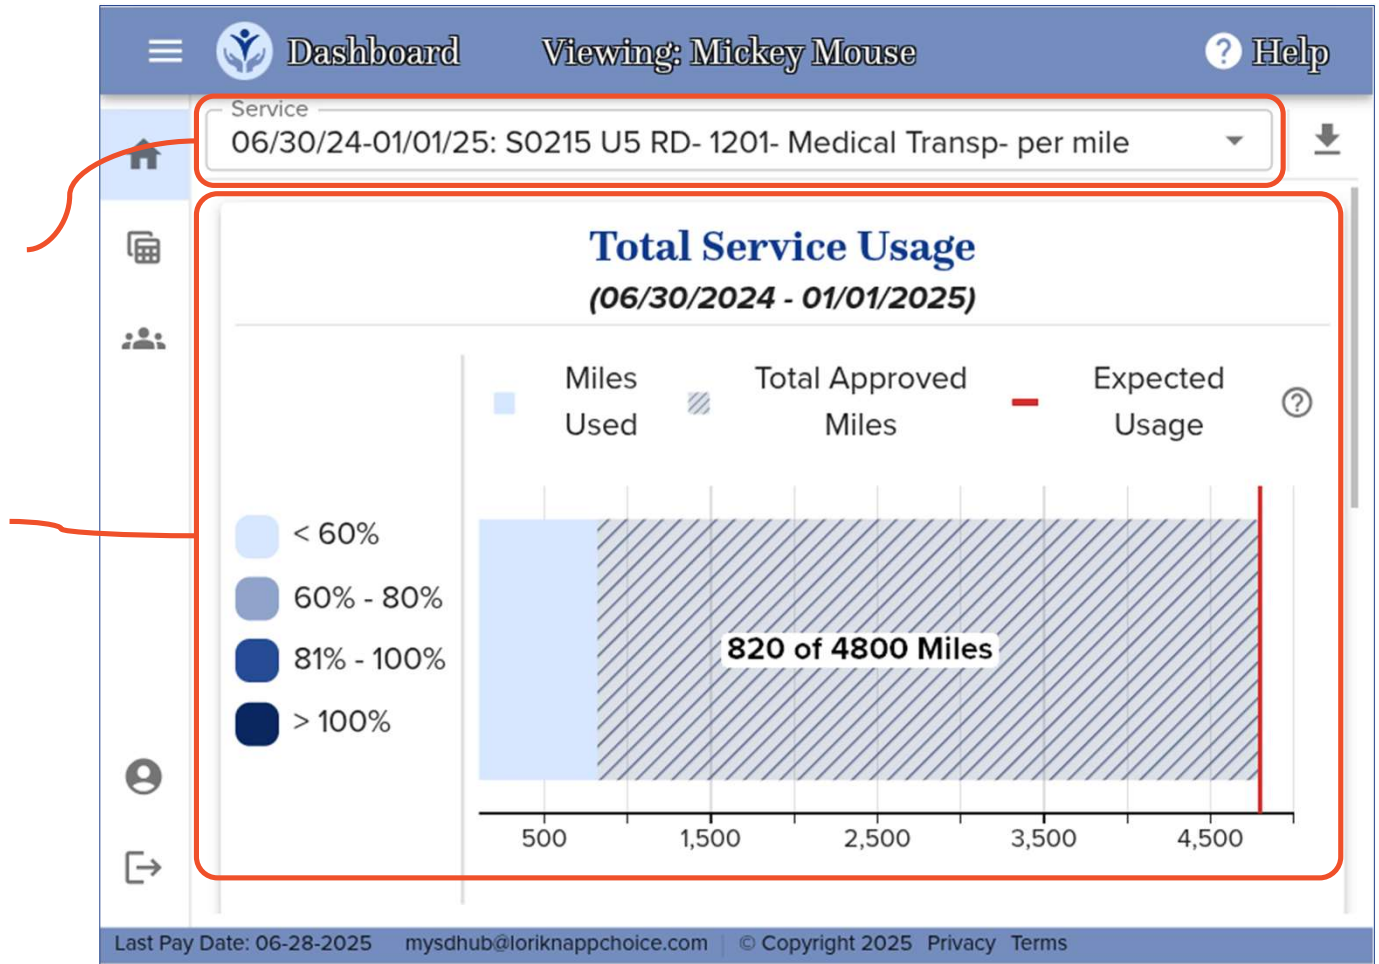 Dashboard Viewing: Mickey Mouse ? Help
Service
06/30/24-01/01/25: S0215 U5 RD- 1201- Medical Transp- per mile
Total Service Usage
(06/30/2024 - 01/01/2025)
Miles Used
Total Approved Miles
Expected Usage
?
< 60%
60% - 80%
81% - 100%
> 100%
820 of 4800 Miles
500 1,500 2,500 3,500 4,500
Last Pay Date: 06-28-2025 mysdhub@loriknappchoice.com © Copyright 2025 Privacy Terms